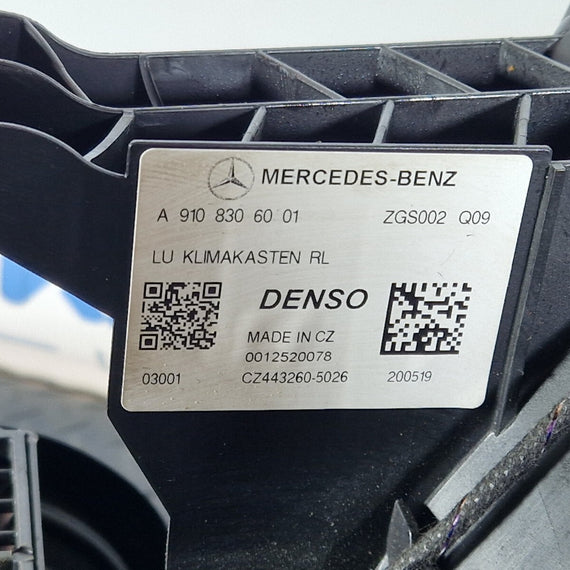 MERCEDES-BENZ
A 910 830 60 01 ZGS002 Q09
LU KLIMAKASTEN RL
DENSO
MADE IN CZ
0012520078
03001 CZ443260-5026 200519